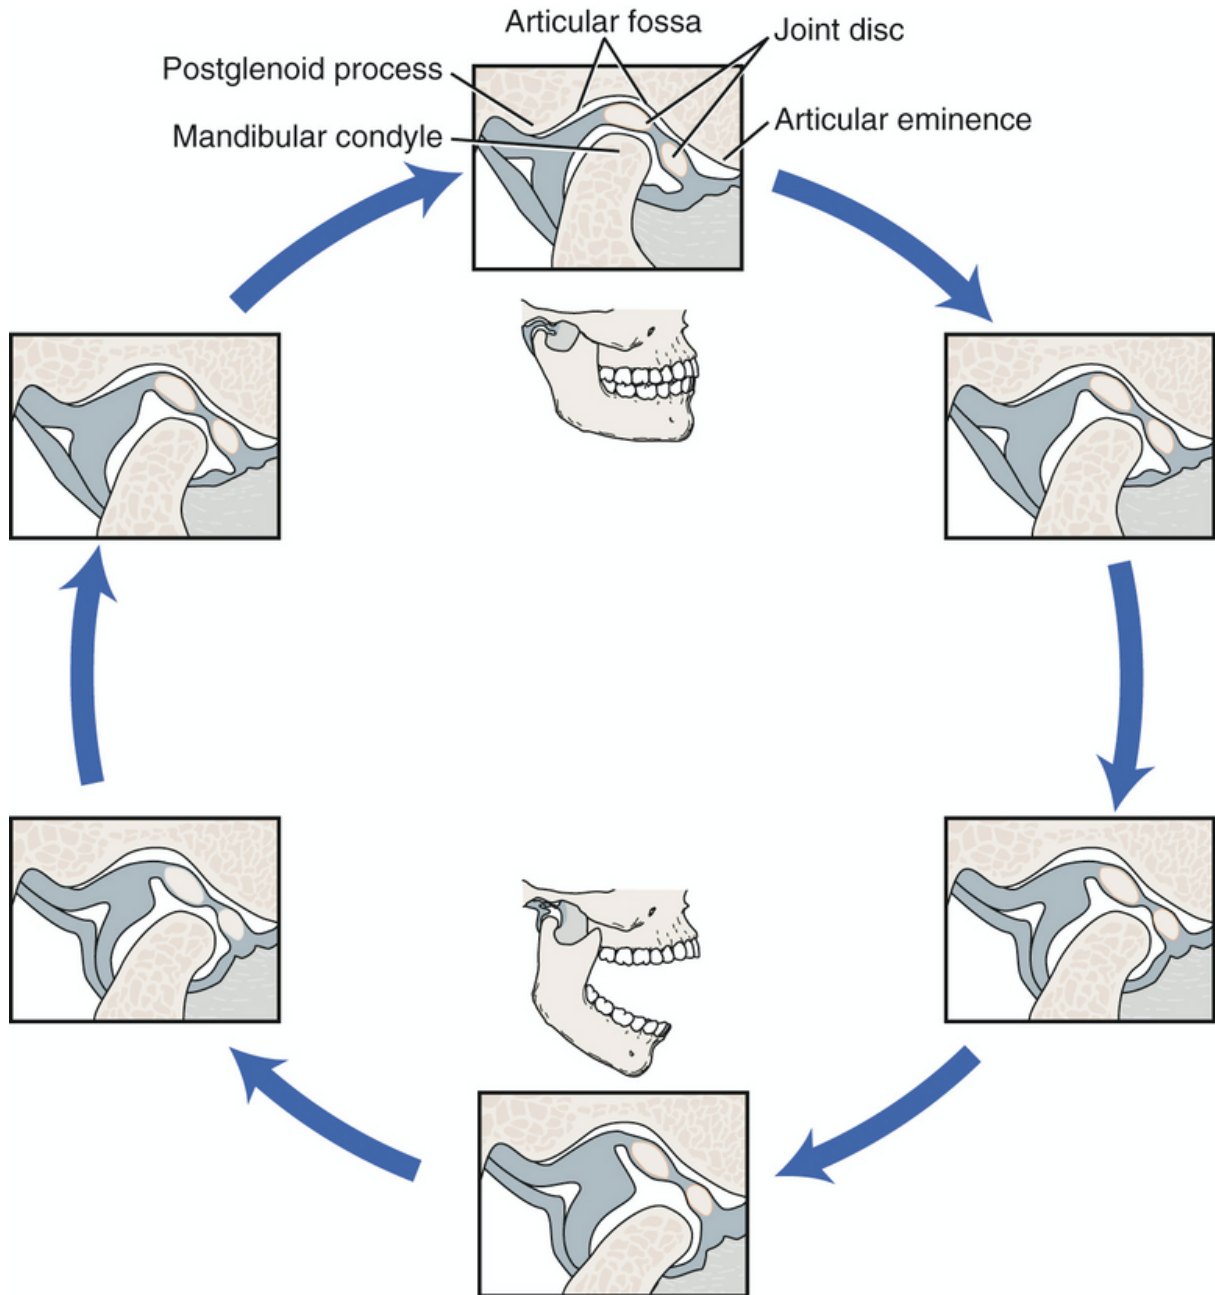 Articular fossa
Joint disc
Postglenoid process
Articular eminence
Mandibular condyle